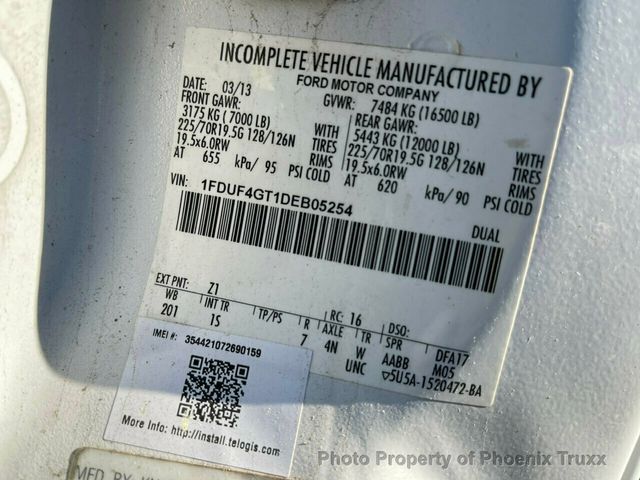 INCOMPLETE VEHICLE MANUFACTURED BY
FORD MOTOR COMPANY
DATE: 03/13 GVWR: 7484 KG (16500 LB)
FRONT GAWR: REAR GAWR:
3175 KG (7000 LB) WITH 5443 KG (12000 LB) WITH
225/70R19.5G 128/126N TIRES 225/70R19.5G 128/126N TIRES
19.5x6.0RW RIMS 19.5x6.0RW RIMS
AT 655 kPa/ 95 PSI COLD AT 620 kPa/ 90 PSI COLD
VIN: 1FDUF4GT1DEB05254
DUAL
EXT PNT: Z1 RC: 16 DSO:
WB INT TR TP/PS R AXLE TR SPR DFA17
201 1S 7 4N W AABB M05
UNC ▽5U5A-1520472-BA
IMEI #: 354421072690159
More Info: http://install.telogis.com
MFD BY
Photo Property of Phoenix Truxx